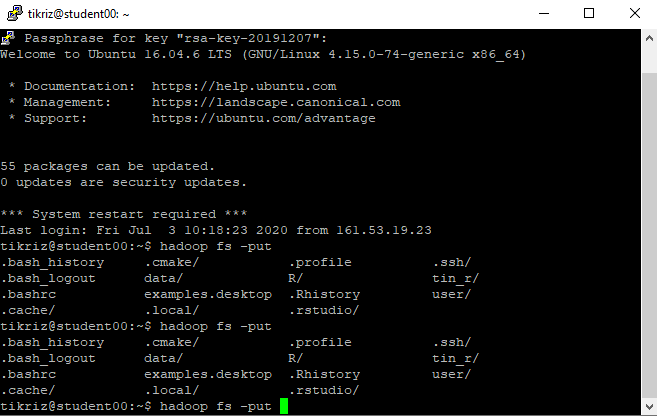 tikriz@student00: ~
Passphrase for key "rsa-key-20191207":
Welcome to Ubuntu 16.04.6 LTS (GNU/Linux 4.15.0-74-generic x86_64)
* Documentation:  https://help.ubuntu.com
* Management:     https://landscape.canonical.com
* Support:        https://ubuntu.com/advantage
55 packages can be updated.
0 updates are security updates.
*** System restart required ***
Last login: Fri Jul  3 10:18:23 2020 from 161.53.19.23
tikriz@student00:~$ hadoop fs -put
.bash_history     .cmake/           .profile          .ssh/
.bash_logout      data/             R/                tin_r/
.bashrc           examples.desktop  .Rhistory         user/
.cache/           .local/           .rstudio/
tikriz@student00:~$ hadoop fs -put
.bash_history     .cmake/           .profile          .ssh/
.bash_logout      data/             R/                tin_r/
.bashrc           examples.desktop  .Rhistory         user/
.cache/           .local/           .rstudio/
tikriz@student00:~$ hadoop fs -put